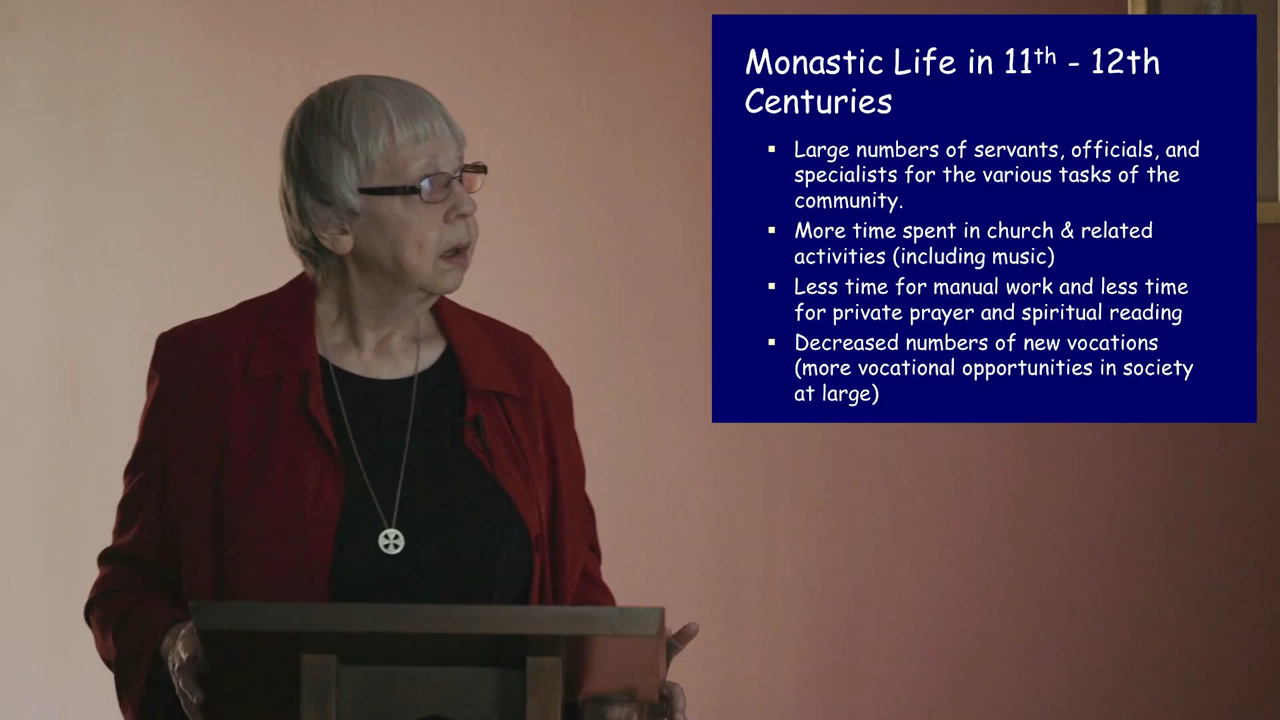 Monastic Life in 11th - 12th
Centuries
▪ Large numbers of servants, officials, and
specialists for the various tasks of the
community.
▪ More time spent in church & related
activities (including music)
▪ Less time for manual work and less time
for private prayer and spiritual reading
▪ Decreased numbers of new vocations
(more vocational opportunities in society
at large)